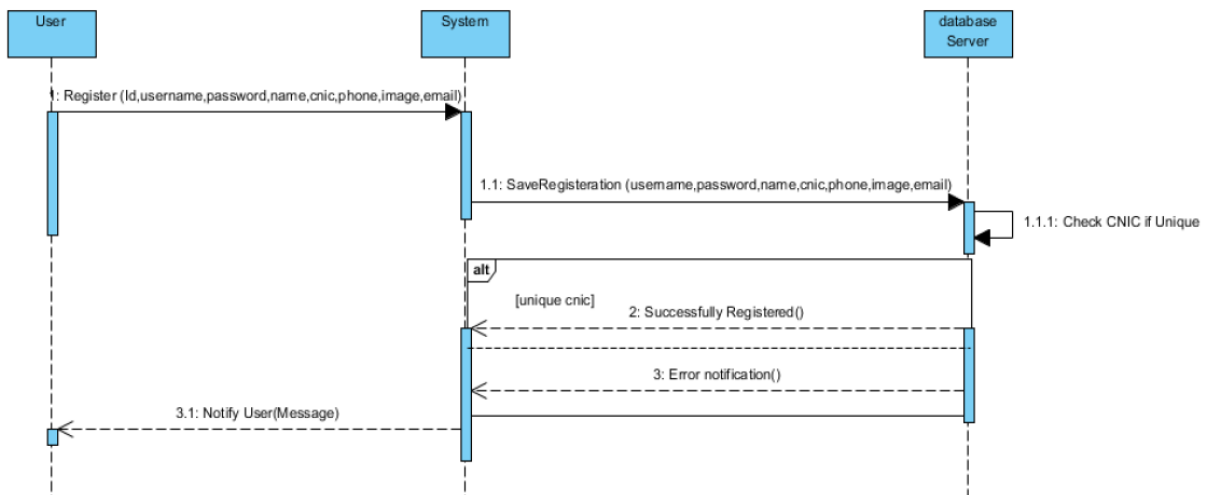 User
System
database
Server
1: Register (Id,username,password,name,cnic,phone,image,email)
1.1: SaveRegisteration (username,password,name,cnic,phone,image,email)
1.1.1: Check CNIC if Unique
alt
[unique cnic]
2: Successfully Registered()
3: Error notification()
3.1: Notify User(Message)